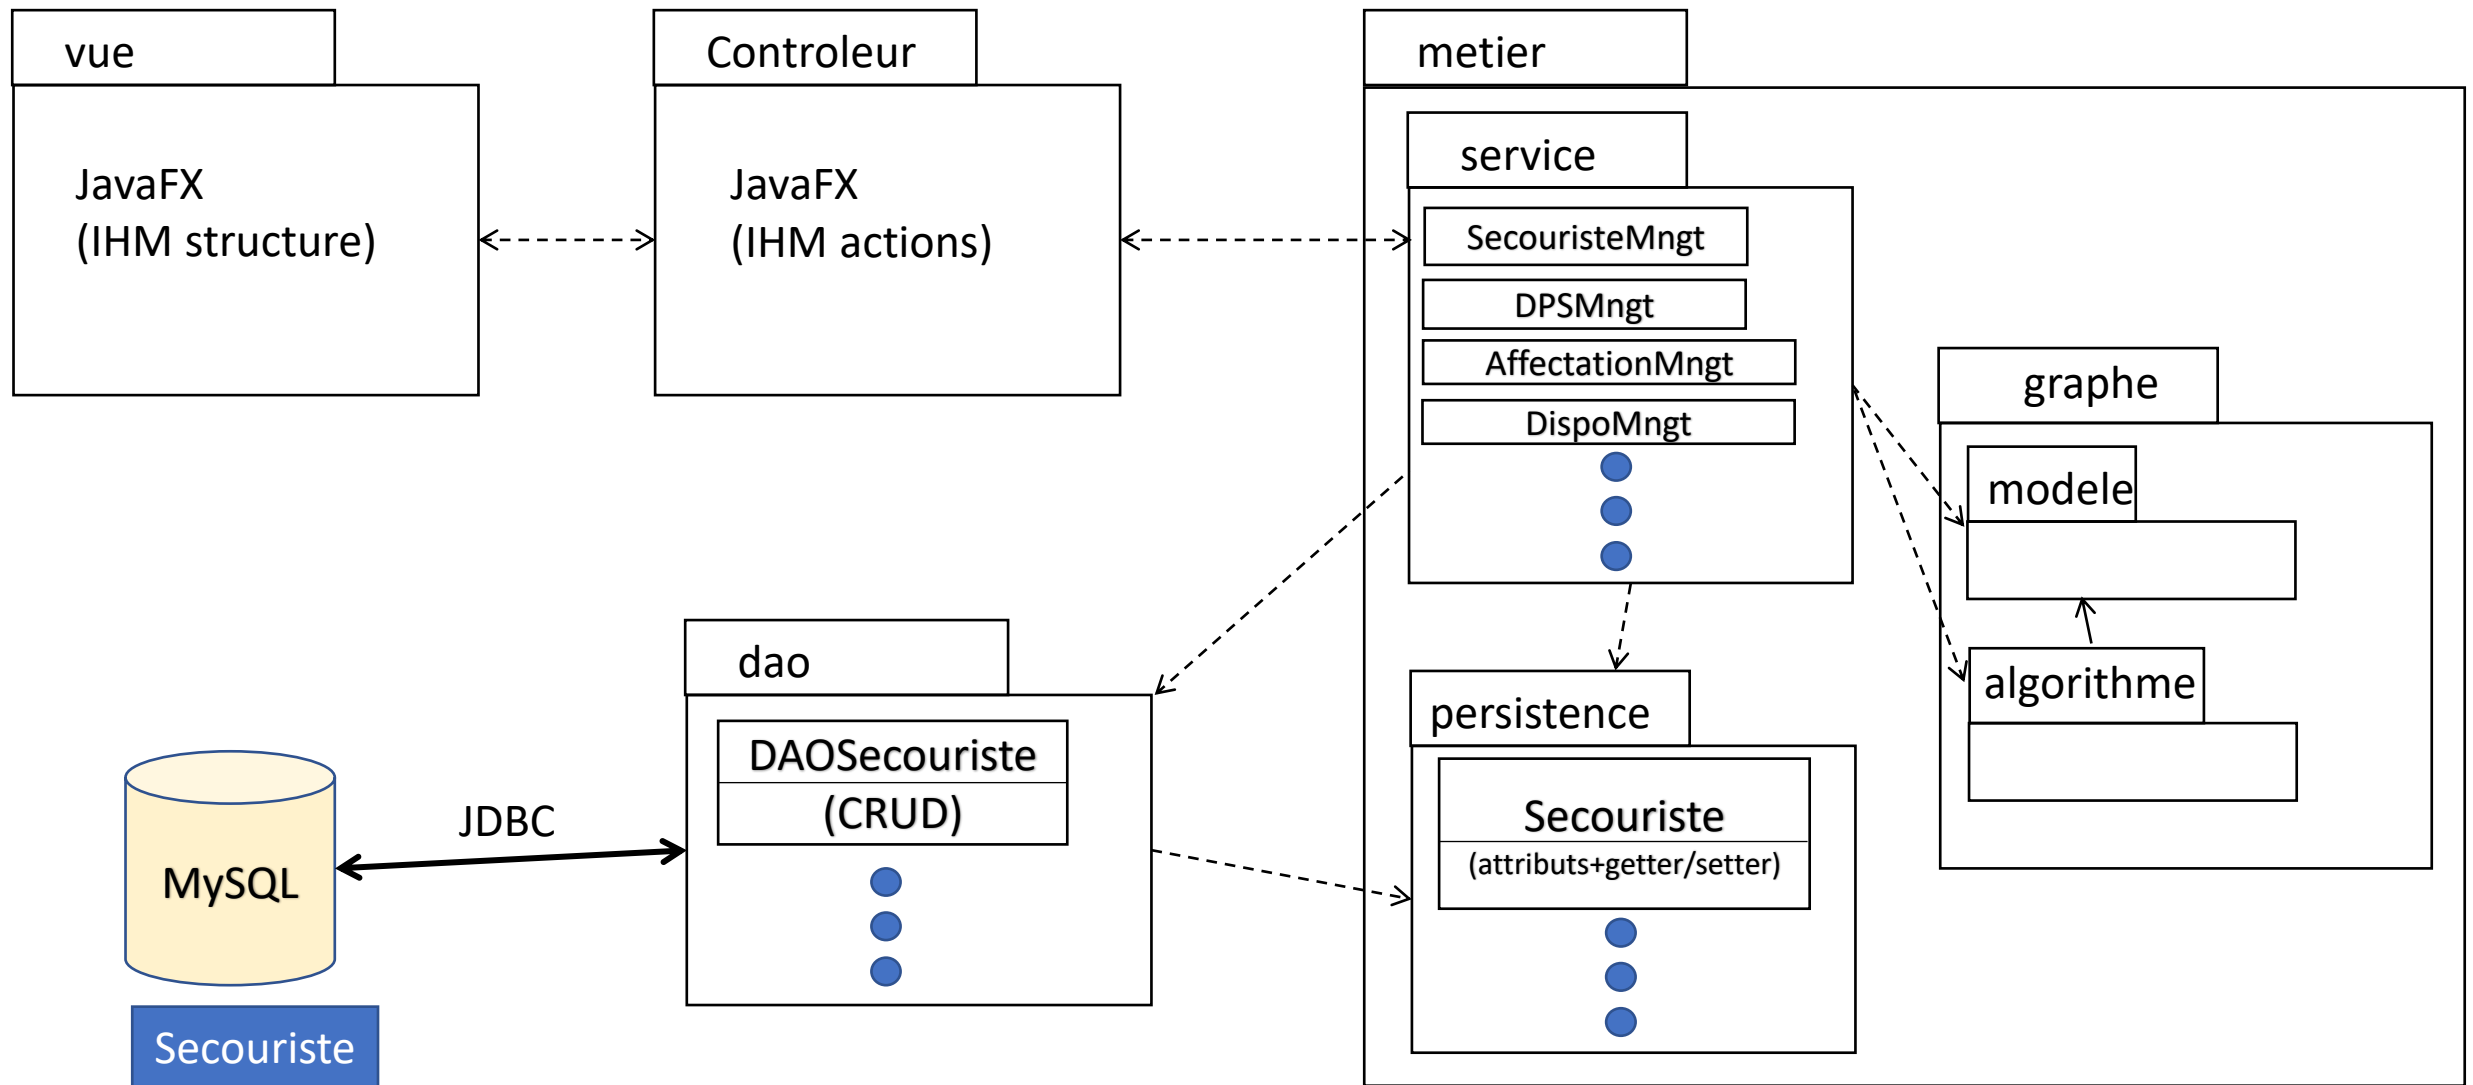 vue
JavaFX
(IHM structure)
Controleur
JavaFX
(IHM actions)
metier
service
SecouristeMngt
DPSMngt
AffectationMngt
DispoMngt
graphe
modele
algorithme
persistence
Secouriste
(attributs+getter/setter)
dao
DAOSecouriste
(CRUD)
JDBC
MySQL
Secouriste